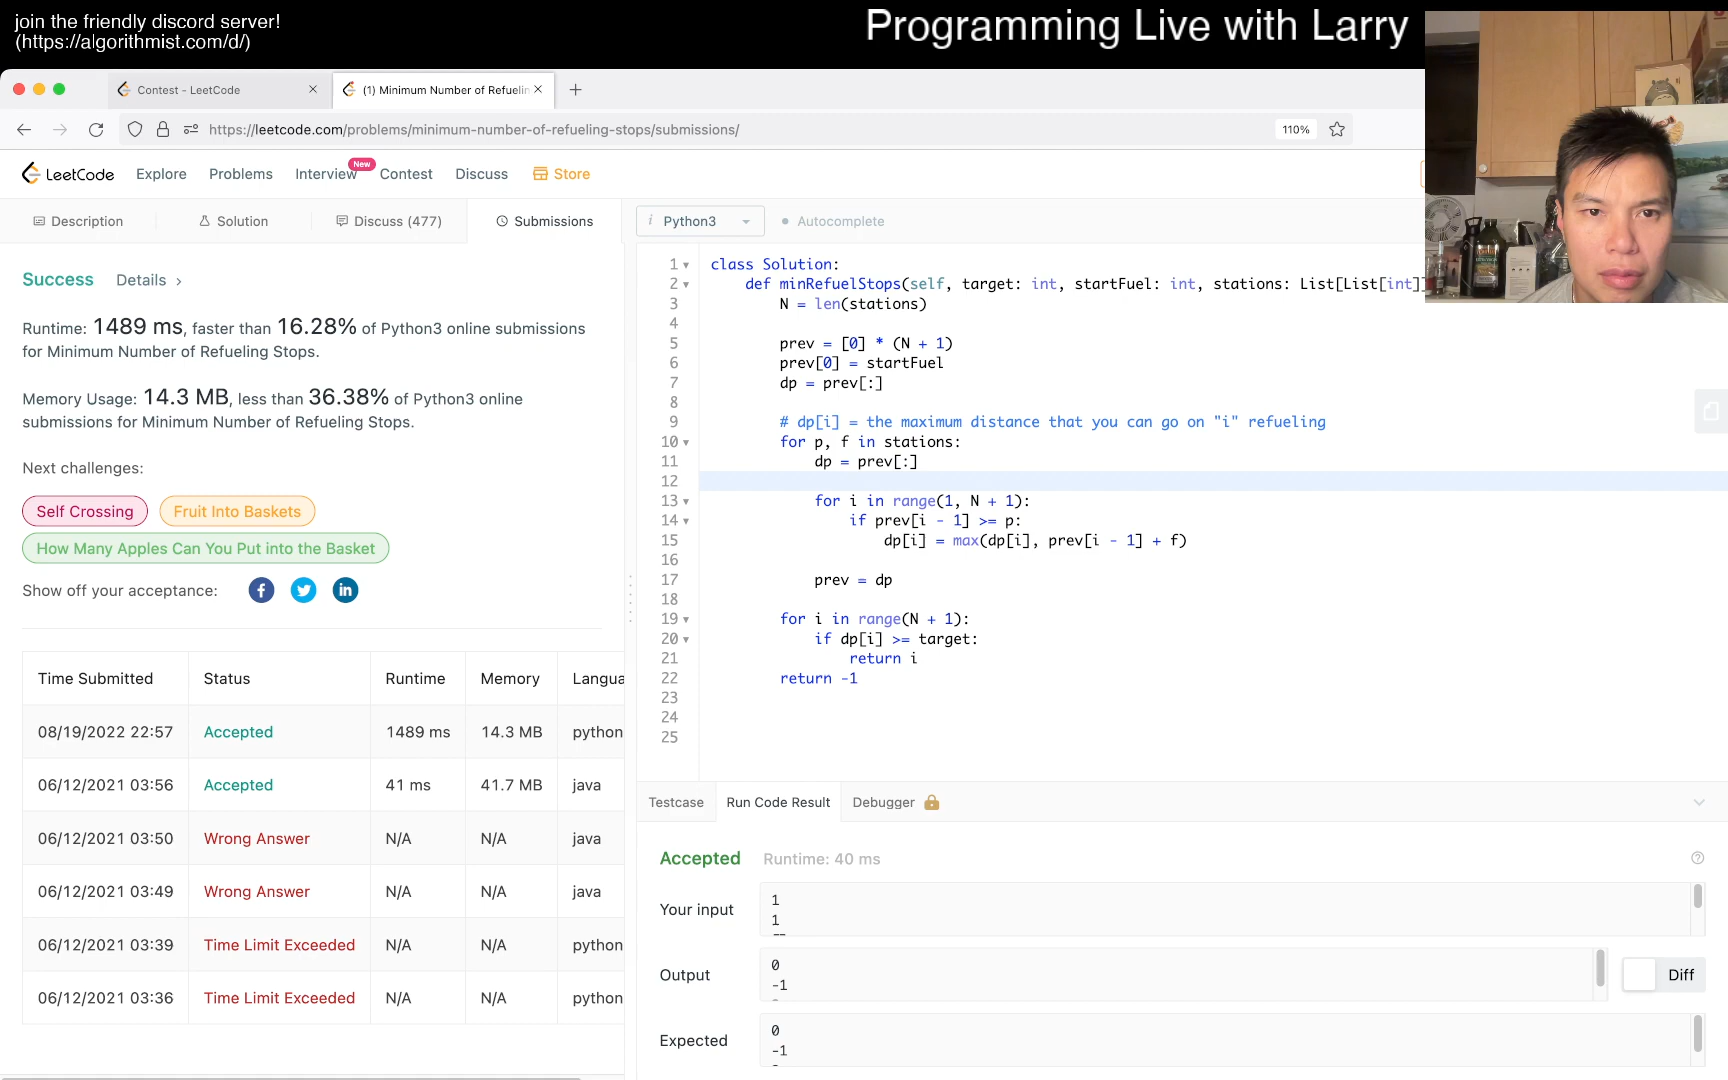 join the friendly discord server!
(https://algorithmist.com/d/)
Programming Live with Larry
Contest - LeetCode
(1) Minimum Number of Refuelin
https://leetcode.com/problems/minimum-number-of-refueling-stops/submissions/
110%
LeetCode
Explore
Problems
Interview
New
Contest
Discuss
Store
Description
Solution
Discuss (477)
Submissions
i Python3
Autocomplete
Success
Details
Runtime: 1489 ms, faster than 16.28% of Python3 online submissions
for Minimum Number of Refueling Stops.
Memory Usage: 14.3 MB, less than 36.38% of Python3 online
submissions for Minimum Number of Refueling Stops.
Next challenges:
Self Crossing
Fruit Into Baskets
How Many Apples Can You Put into the Basket
Show off your acceptance:
Time Submitted Status Runtime Memory Langua
08/19/2022 22:57 Accepted 1489 ms 14.3 MB python
06/12/2021 03:56 Accepted 41 ms 41.7 MB java
06/12/2021 03:50 Wrong Answer N/A N/A java
06/12/2021 03:49 Wrong Answer N/A N/A java
06/12/2021 03:39 Time Limit Exceeded N/A N/A python
06/12/2021 03:36 Time Limit Exceeded N/A N/A python
1 class Solution:
2 def minRefuelStops(self, target: int, startFuel: int, stations: List[List[int]]
3 N = len(stations)
4
5 prev = [0] * (N + 1)
6 prev[0] = startFuel
7 dp = prev[:]
8
9 # dp[i] = the maximum distance that you can go on "i" refueling
10 for p, f in stations:
11 dp = prev[:]
12
13 for i in range(1, N + 1):
14 if prev[i - 1] >= p:
15 dp[i] = max(dp[i], prev[i - 1] + f)
16
17 prev = dp
18
19 for i in range(N + 1):
20 if dp[i] >= target:
21 return i
22 return -1
23
24
25
Testcase
Run Code Result
Debugger
Accepted
Runtime: 40 ms
Your input
1
1
Output
0
-1
Diff
Expected
0
-1